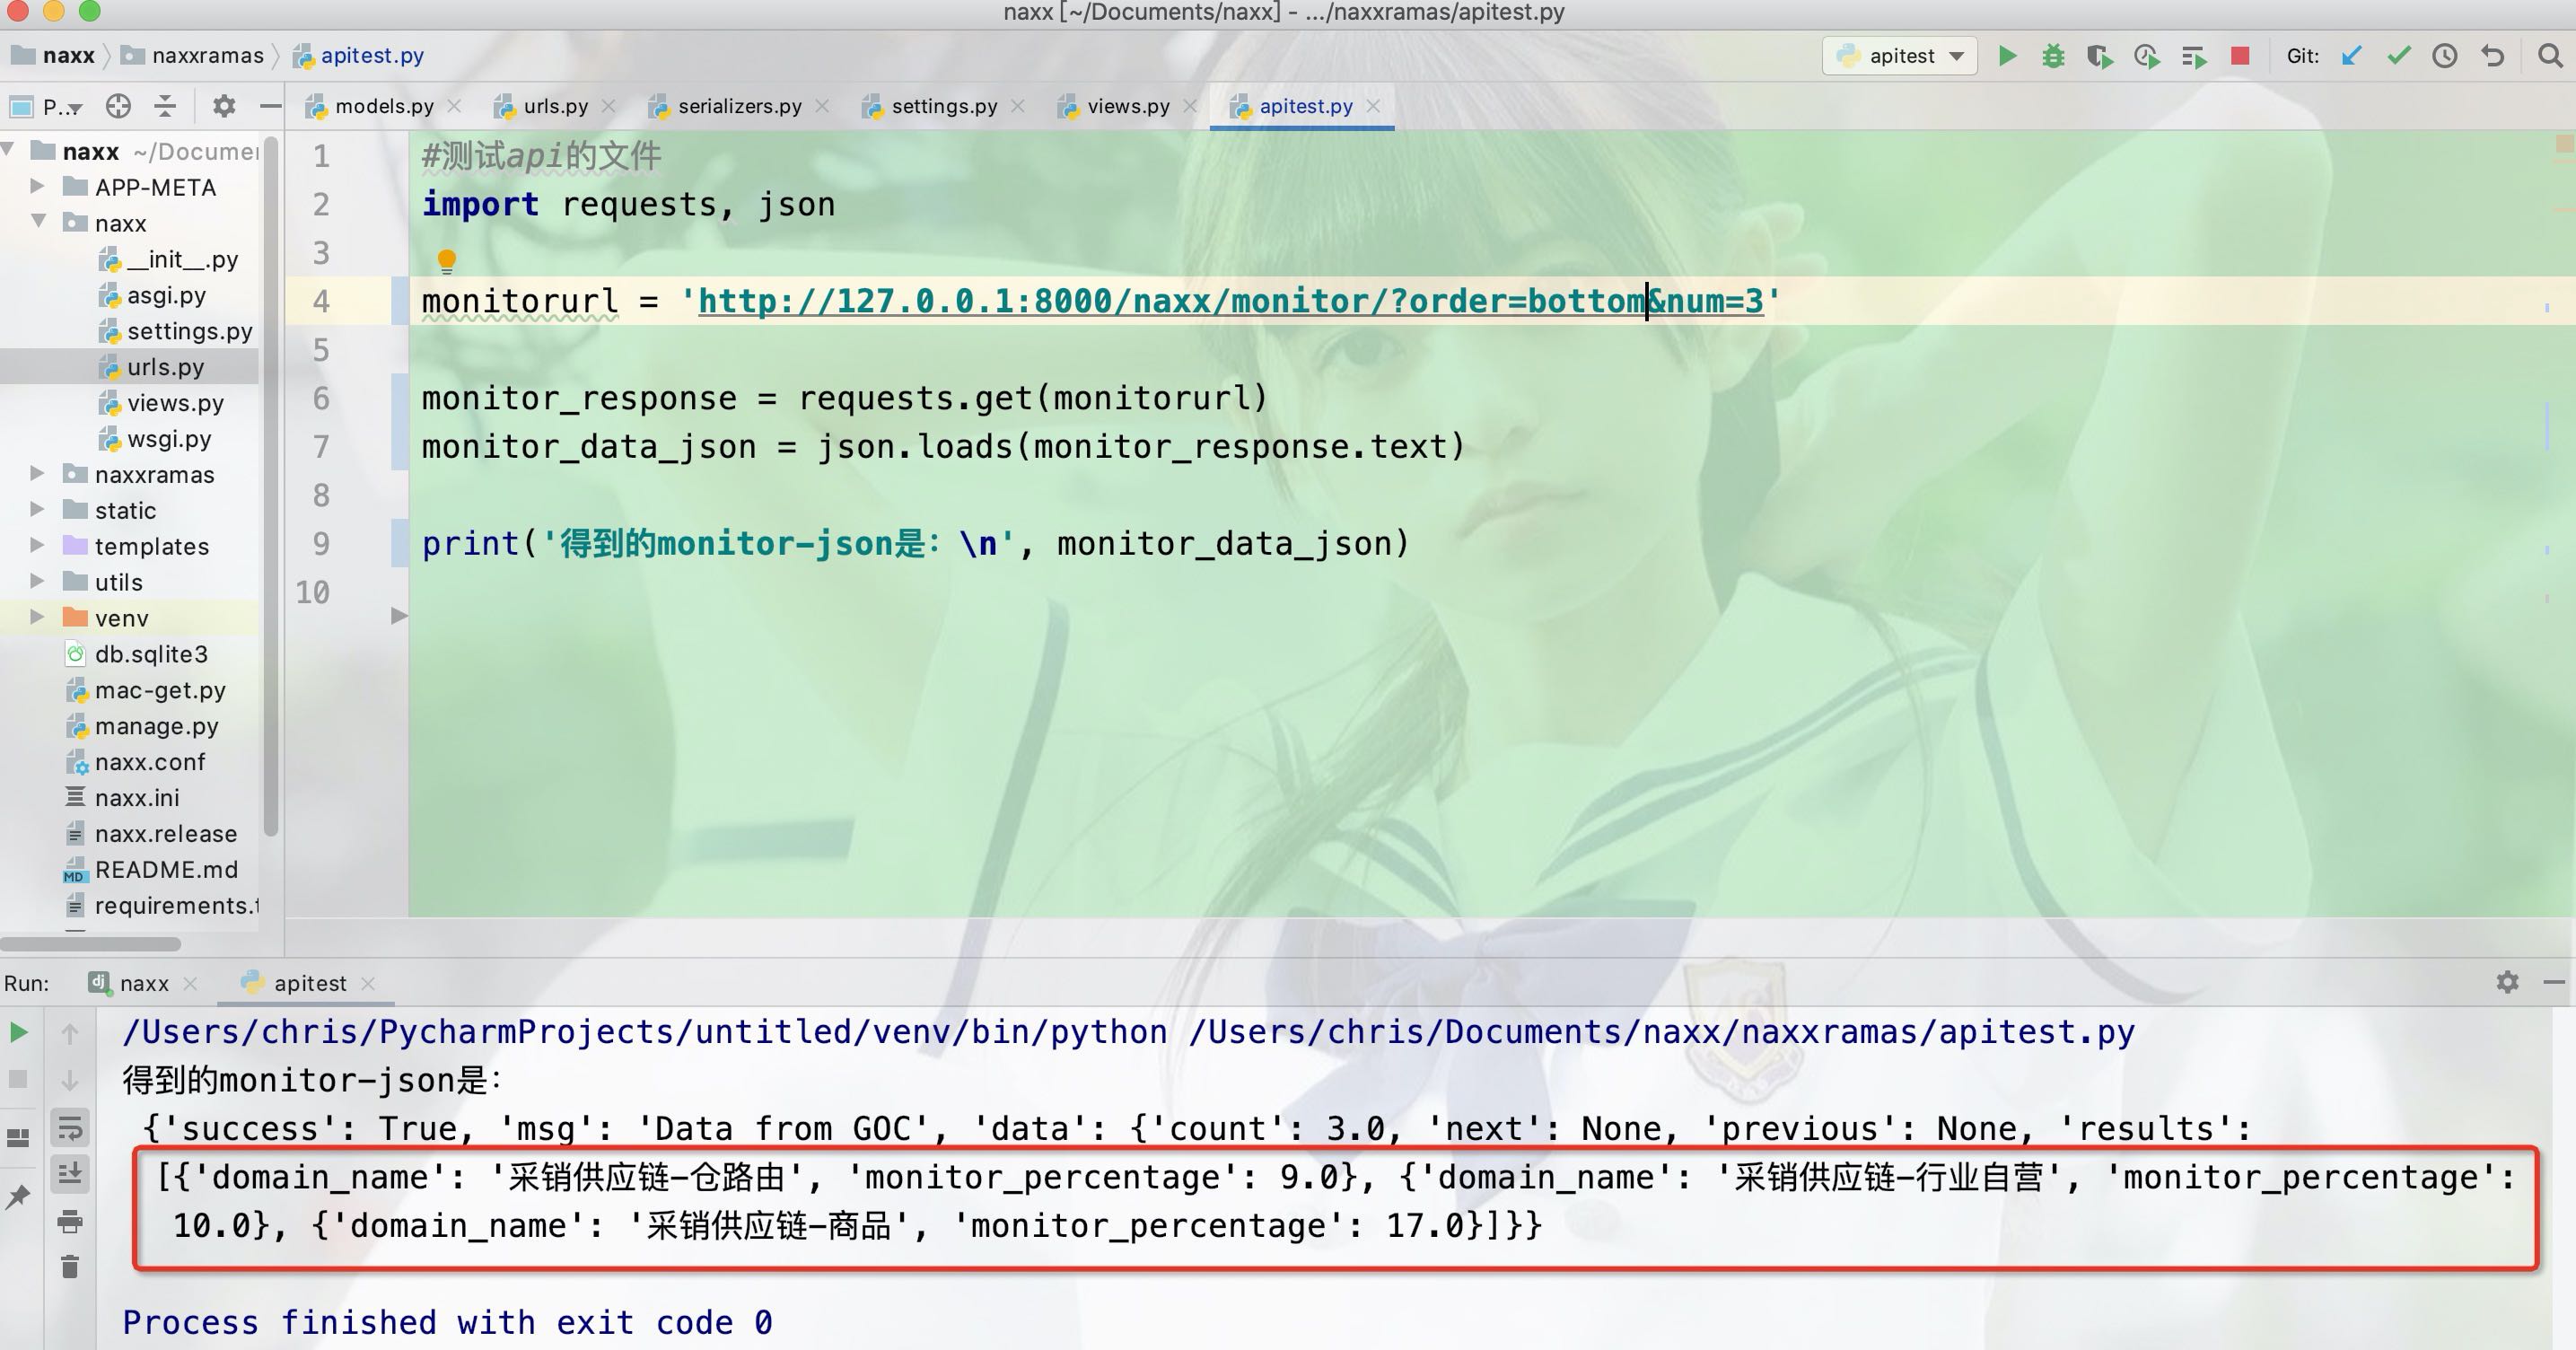 naxx [~/Documents/naxx] - .../naxxramas/apitest.py
naxx naxxramas apitest.py
apitest Git:
P...
models.py urls.py serializers.py settings.py views.py apitest.py
naxx ~/Documen
APP-META
naxx
__init__.py
asgi.py
settings.py
urls.py
views.py
wsgi.py
naxxramas
static
templates
utils
venv
db.sqlite3
mac-get.py
manage.py
naxx.conf
naxx.ini
naxx.release
README.md
requirements.t
1 #测试api的文件
2 import requests, json
3
4 monitorurl = 'http://127.0.0.1:8000/naxx/monitor/?order=bottom&num=3'
5
6 monitor_response = requests.get(monitorurl)
7 monitor_data_json = json.loads(monitor_response.text)
8
9 print('得到的monitor-json是：\n', monitor_data_json)
10
Run: naxx apitest
/Users/chris/PycharmProjects/untitled/venv/bin/python /Users/chris/Documents/naxx/naxxramas/apitest.py
得到的monitor-json是：
{'success': True, 'msg': 'Data from GOC', 'data': {'count': 3.0, 'next': None, 'previous': None, 'results':
[{'domain_name': '采销供应链-仓路由', 'monitor_percentage': 9.0}, {'domain_name': '采销供应链-行业自营', 'monitor_percentage':
10.0}, {'domain_name': '采销供应链-商品', 'monitor_percentage': 17.0}]}}
Process finished with exit code 0